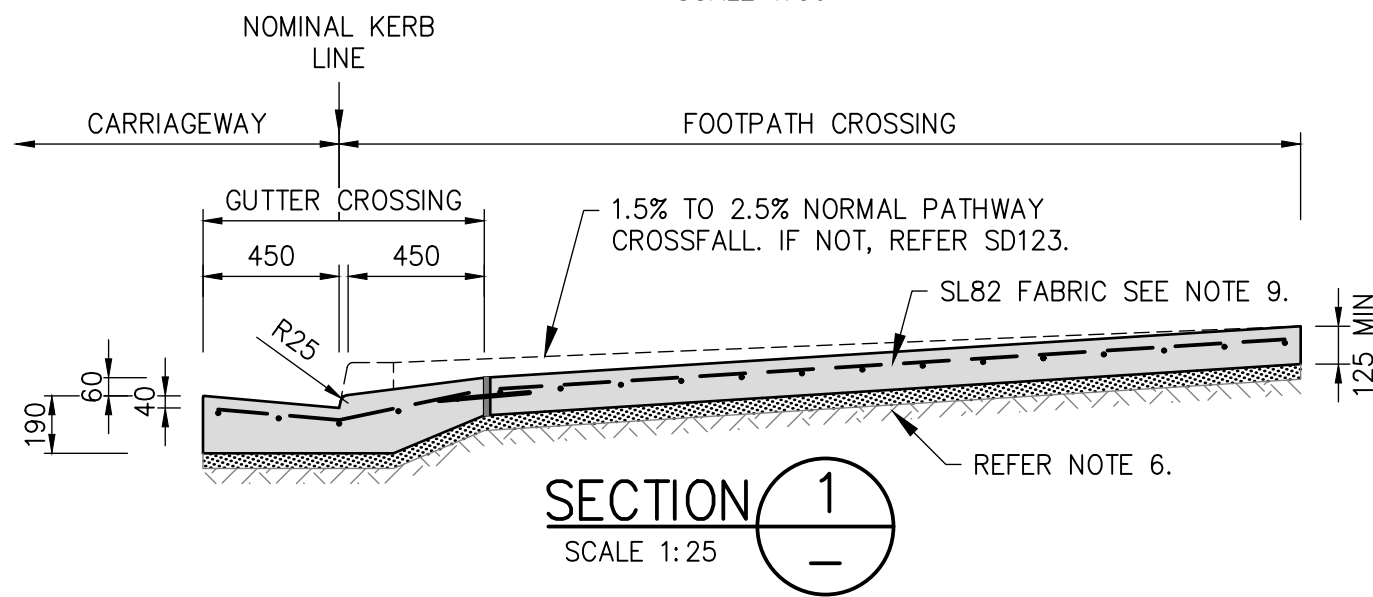 NOMINAL KERB
LINE
CARRIAGEWAY
FOOTPATH CROSSING
GUTTER CROSSING
450
450
1.5% TO 2.5% NORMAL PATHWAY
CROSSFALL. IF NOT, REFER SD123.
SL82 FABRIC SEE NOTE 9.
R25
60
40
190
125 MIN
REFER NOTE 6.
SECTION
1
–
SCALE 1:25